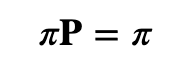 π𝐏 = π